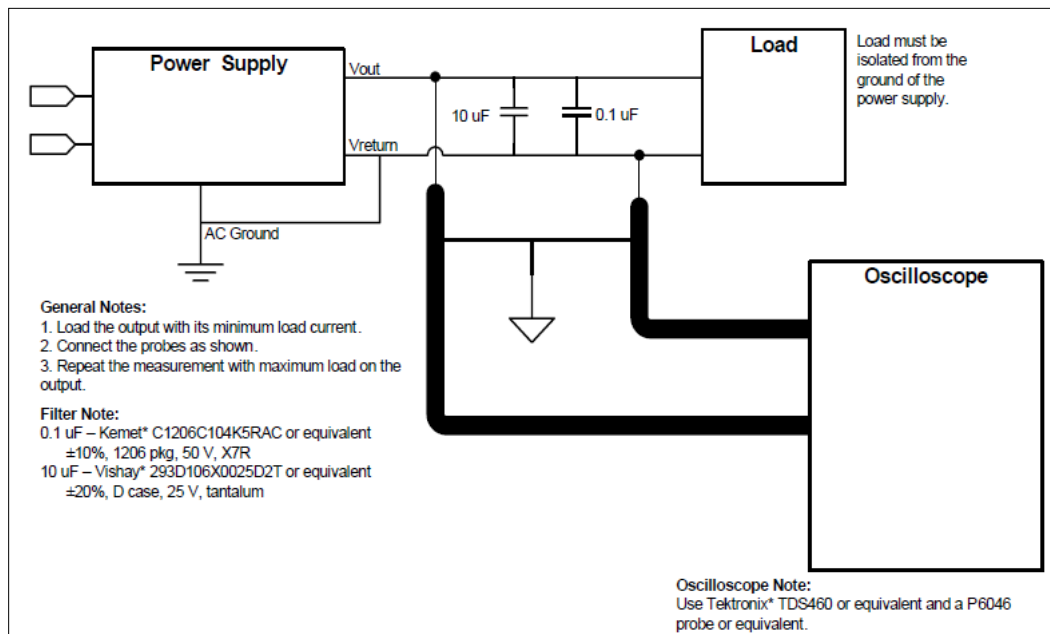 Power Supply
Vout
Vreturn
AC Ground
10 uF
0.1 uF
Load
Load must be
isolated from the
ground of the
power supply.
Oscilloscope
General Notes:
1. Load the output with its minimum load current.
2. Connect the probes as shown.
3. Repeat the measurement with maximum load on the
output.
Filter Note:
0.1 uF – Kemet* C1206C104K5RAC or equivalent
±10%, 1206 pkg, 50 V, X7R
10 uF – Vishay* 293D106X0025D2T or equivalent
±20%, D case, 25 V, tantalum
Oscilloscope Note:
Use Tektronix* TDS460 or equivalent and a P6046
probe or equivalent.